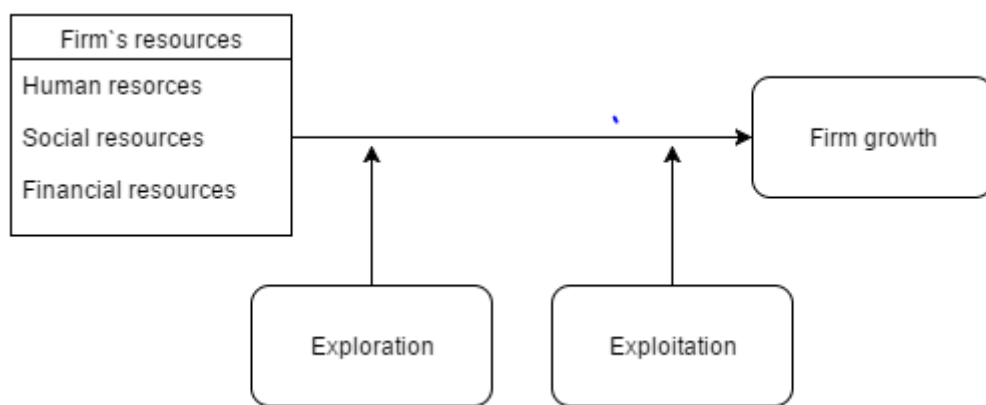 Firm`s resources
Human resorces
Social resources
Financial resources
Firm growth
Exploration
Exploitation